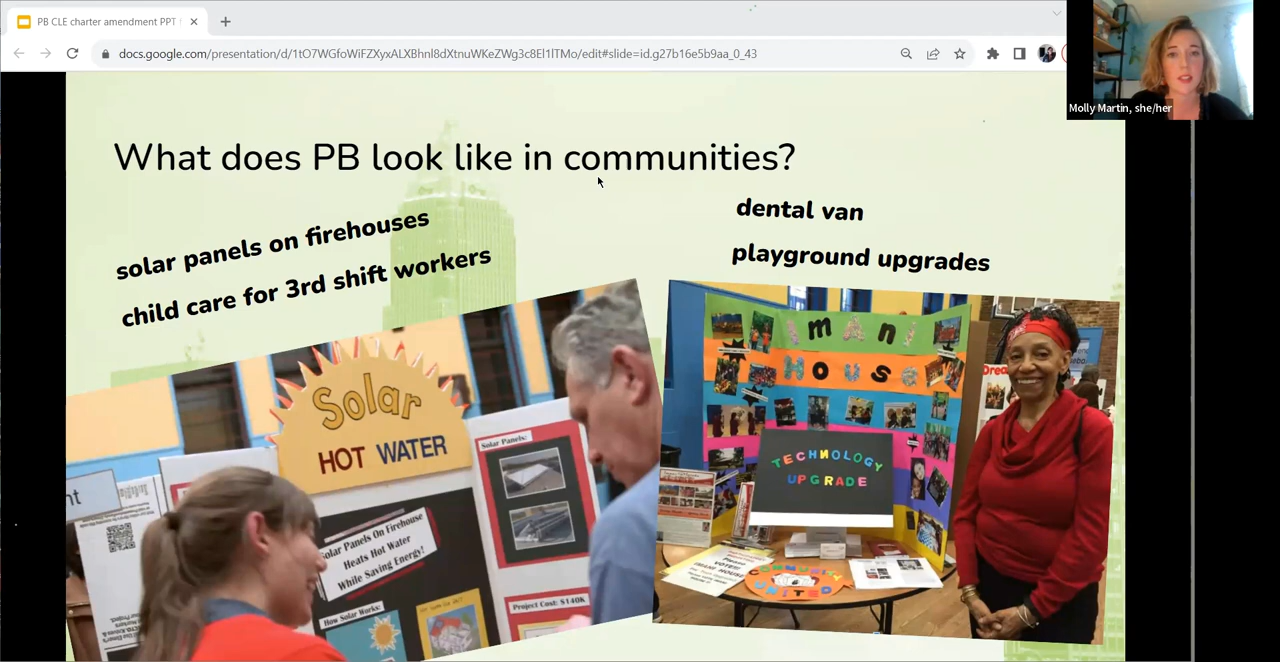 PB CLE charter amendment PPT
docs.google.com/presentation/d/1tO7WGfoWiFZXyxALXBhnl8dXtnuWKeZWg3c8El1lTMo/edit#slide=id.g27b16e5b9aa_0_43
Molly Martin, she/her
What does PB look like in communities?
solar panels on firehouses
child care for 3rd shift workers
dental van
playground upgrades
Solar
HOT WATER
Solar Panels:
Solar Panels On Firehouse
Heats Hot Water
While Saving Energy!
How Solar Works:
Project Cost: $140K
imani
House
TECHNOLOGY
UPGRADE
COMMUNITY
UNITED